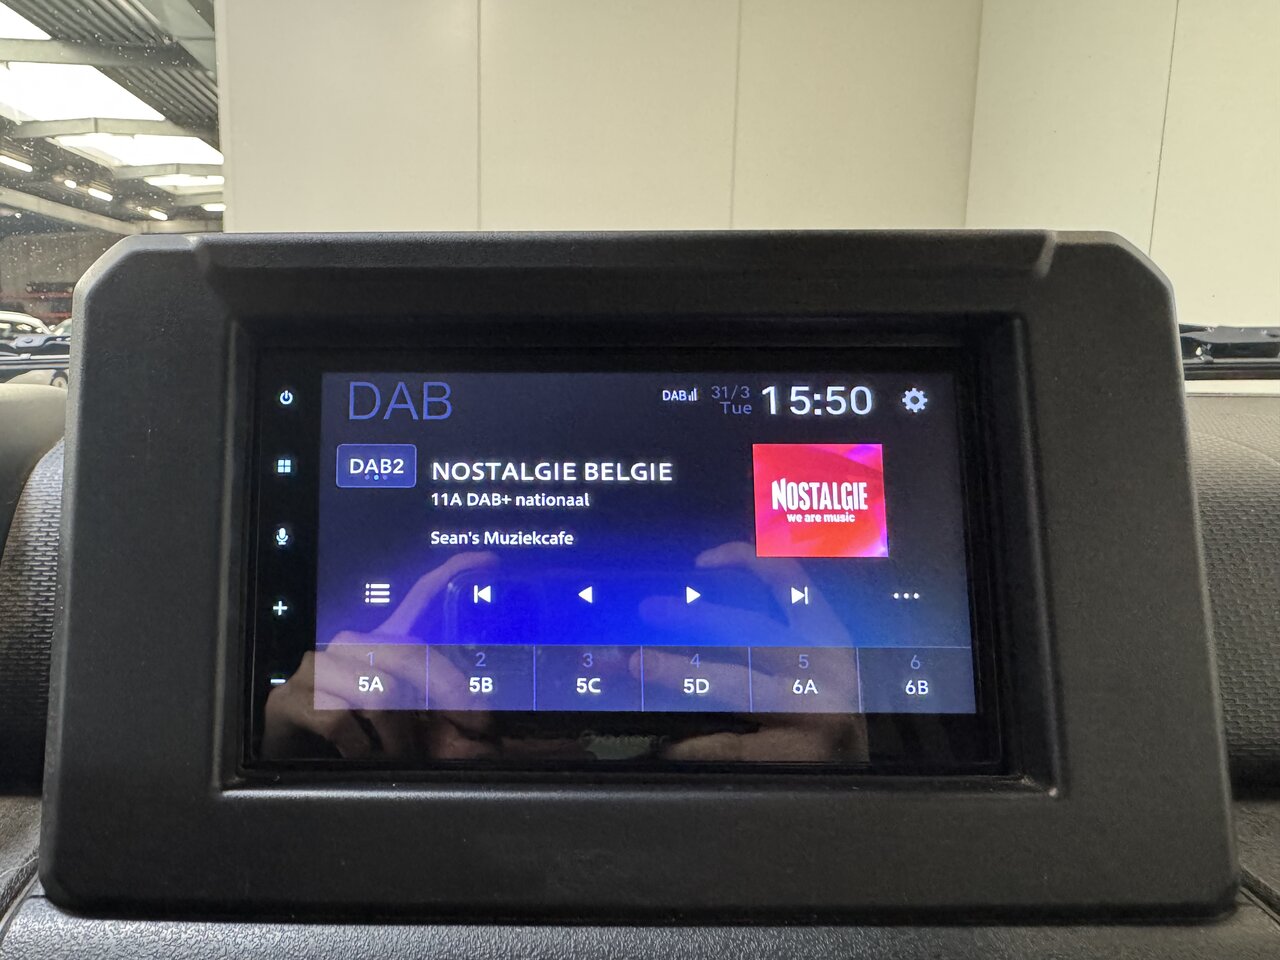 DAB
DAB
31/3
Tue
15:50
DAB2
NOSTALGIE BELGIE
11A DAB+ nationaal
Sean's Muziekcafe
NOSTALGIE
we are music
1
5A
2
5B
3
5C
4
5D
5
6A
6
6B